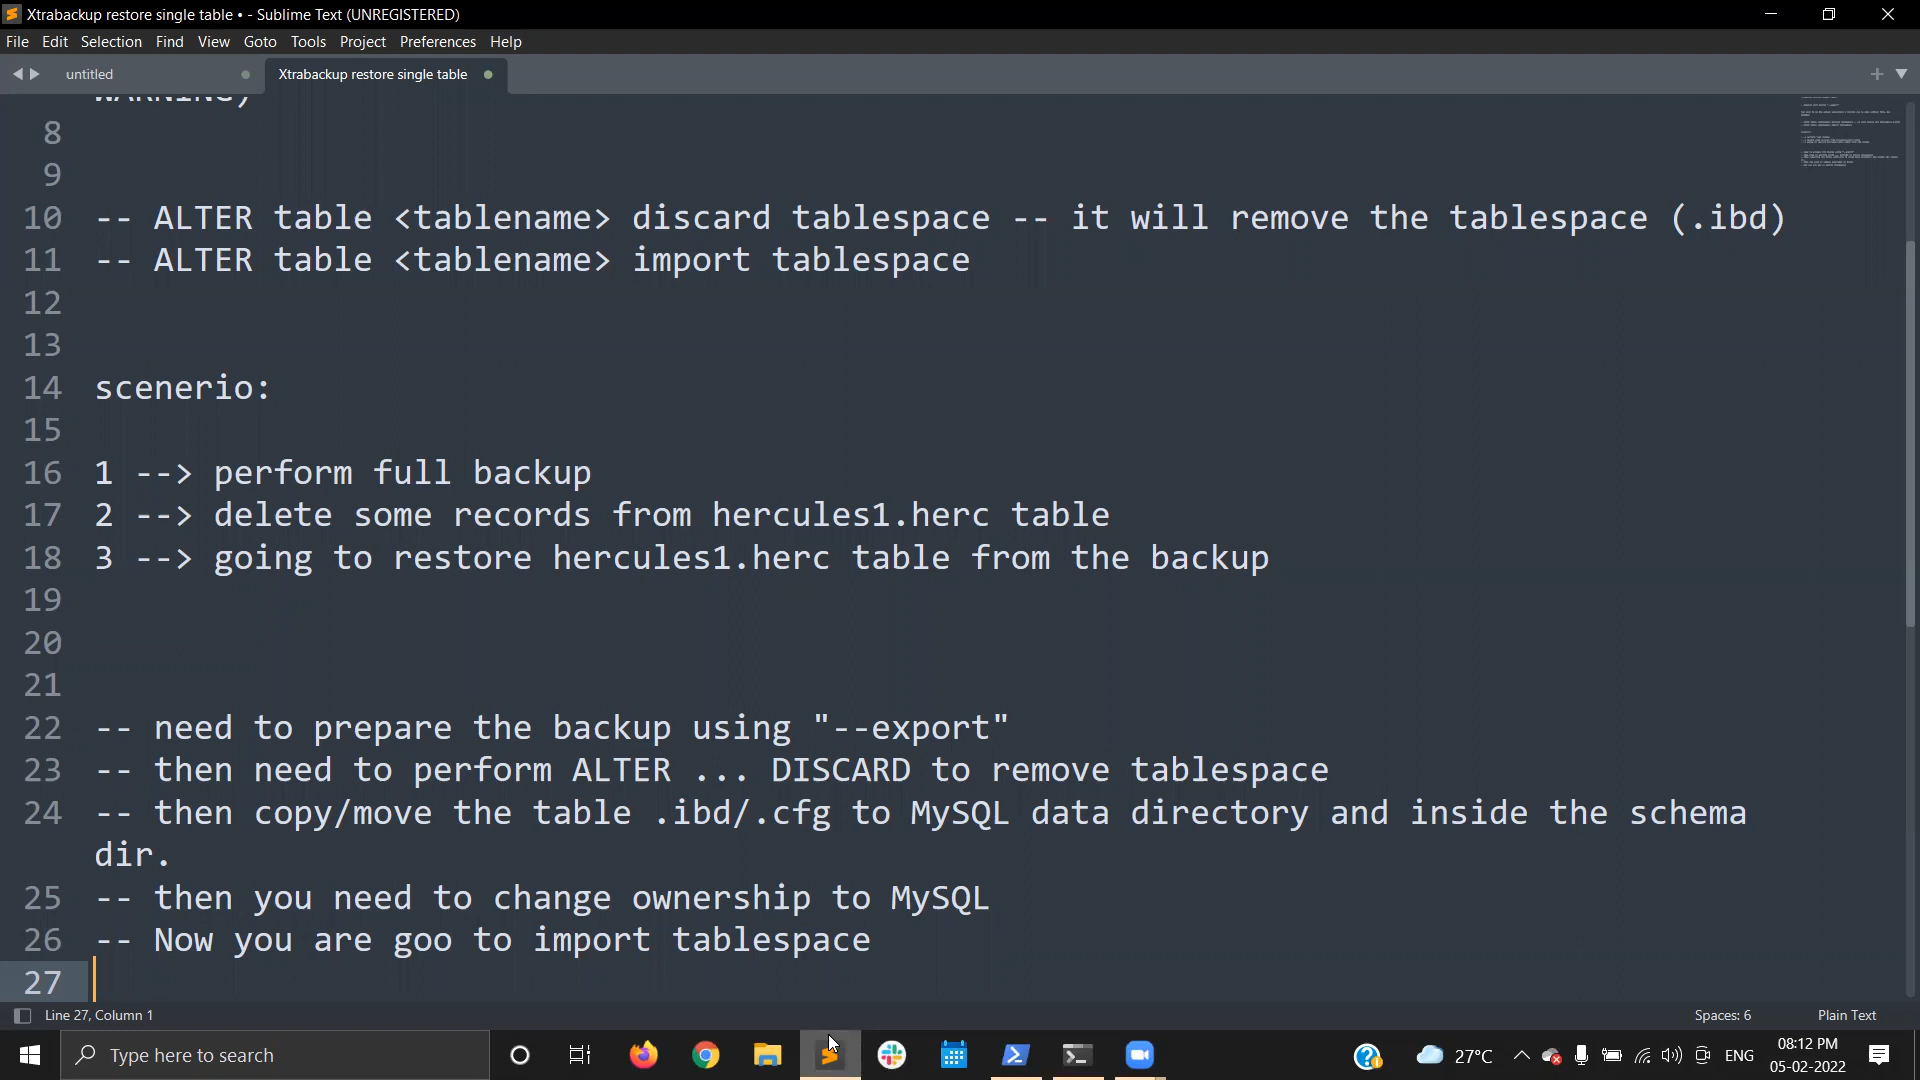 Xtrabackup restore single table • - Sublime Text (UNREGISTERED)
File Edit Selection Find View Goto Tools Project Preferences Help
untitled
Xtrabackup restore single table
8
9
10 -- ALTER table <tablename> discard tablespace -- it will remove the tablespace (.ibd)
11 -- ALTER table <tablename> import tablespace
12
13
14 scenerio:
15
16 1 --> perform full backup
17 2 --> delete some records from hercules1.herc table
18 3 --> going to restore hercules1.herc table from the backup
19
20
21
22 -- need to prepare the backup using "--export"
23 -- then need to perform ALTER ... DISCARD to remove tablespace
24 -- then copy/move the table .ibd/.cfg to MySQL data directory and inside the schema
dir.
25 -- then you need to change ownership to MySQL
26 -- Now you are goo to import tablespace
27
Line 27, Column 1
Spaces: 6
Plain Text
Type here to search
27°C
ENG
08:12 PM
05-02-2022